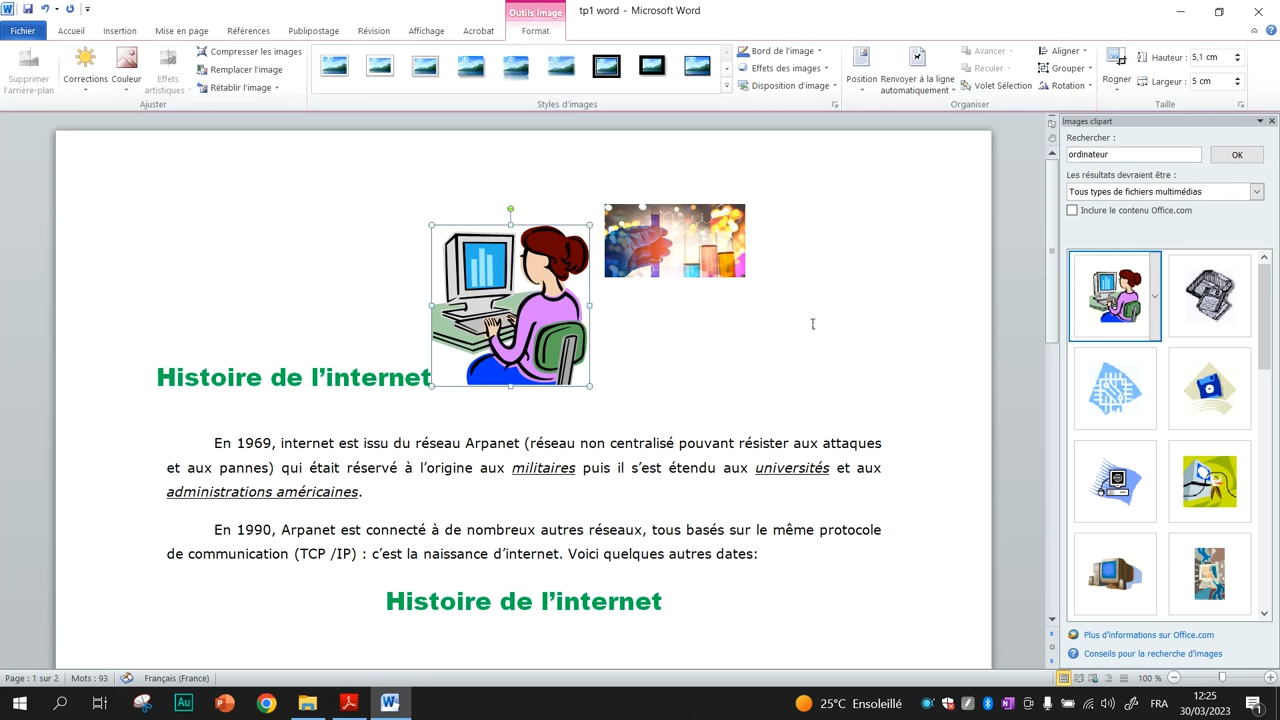 Outils Image
tp1 word - Microsoft Word
Fichier Accueil Insertion Mise en page Références Publipostage Révision Affichage Acrobat Format
Supprimer l'arrière-plan
Corrections
Couleur
Effets artistiques
Compresser les images
Remplacer l'image
Rétablir l'image
Ajuster
Styles d'images
Bord de l'image
Effets des images
Disposition d'image
Position
Renvoyer à la ligne automatiquement
Avancer
Reculer
Volet Sélection
Aligner
Grouper
Rotation
Organiser
Rogner
Hauteur : 5,1 cm
Largeur : 5 cm
Taille
Histoire de l'internet
En 1969, internet est issu du réseau Arpanet (réseau non centralisé pouvant résister aux attaques
et aux pannes) qui était réservé à l'origine aux militaires puis il s'est étendu aux universités et aux
administrations américaines.
En 1990, Arpanet est connecté à de nombreux autres réseaux, tous basés sur le même protocole
de communication (TCP /IP) : c'est la naissance d'internet. Voici quelques autres dates:
Histoire de l'internet
Images clipart
Rechercher :
ordinateur OK
Les résultats devraient être :
Tous types de fichiers multimédias
Inclure le contenu Office.com
Plus d'informations sur Office.com
Conseils pour la recherche d'images
Page : 1 sur 2 Mots : 93 Français (France) 100 %
Au
25°C Ensoleillé FRA
12:25
30/03/2023